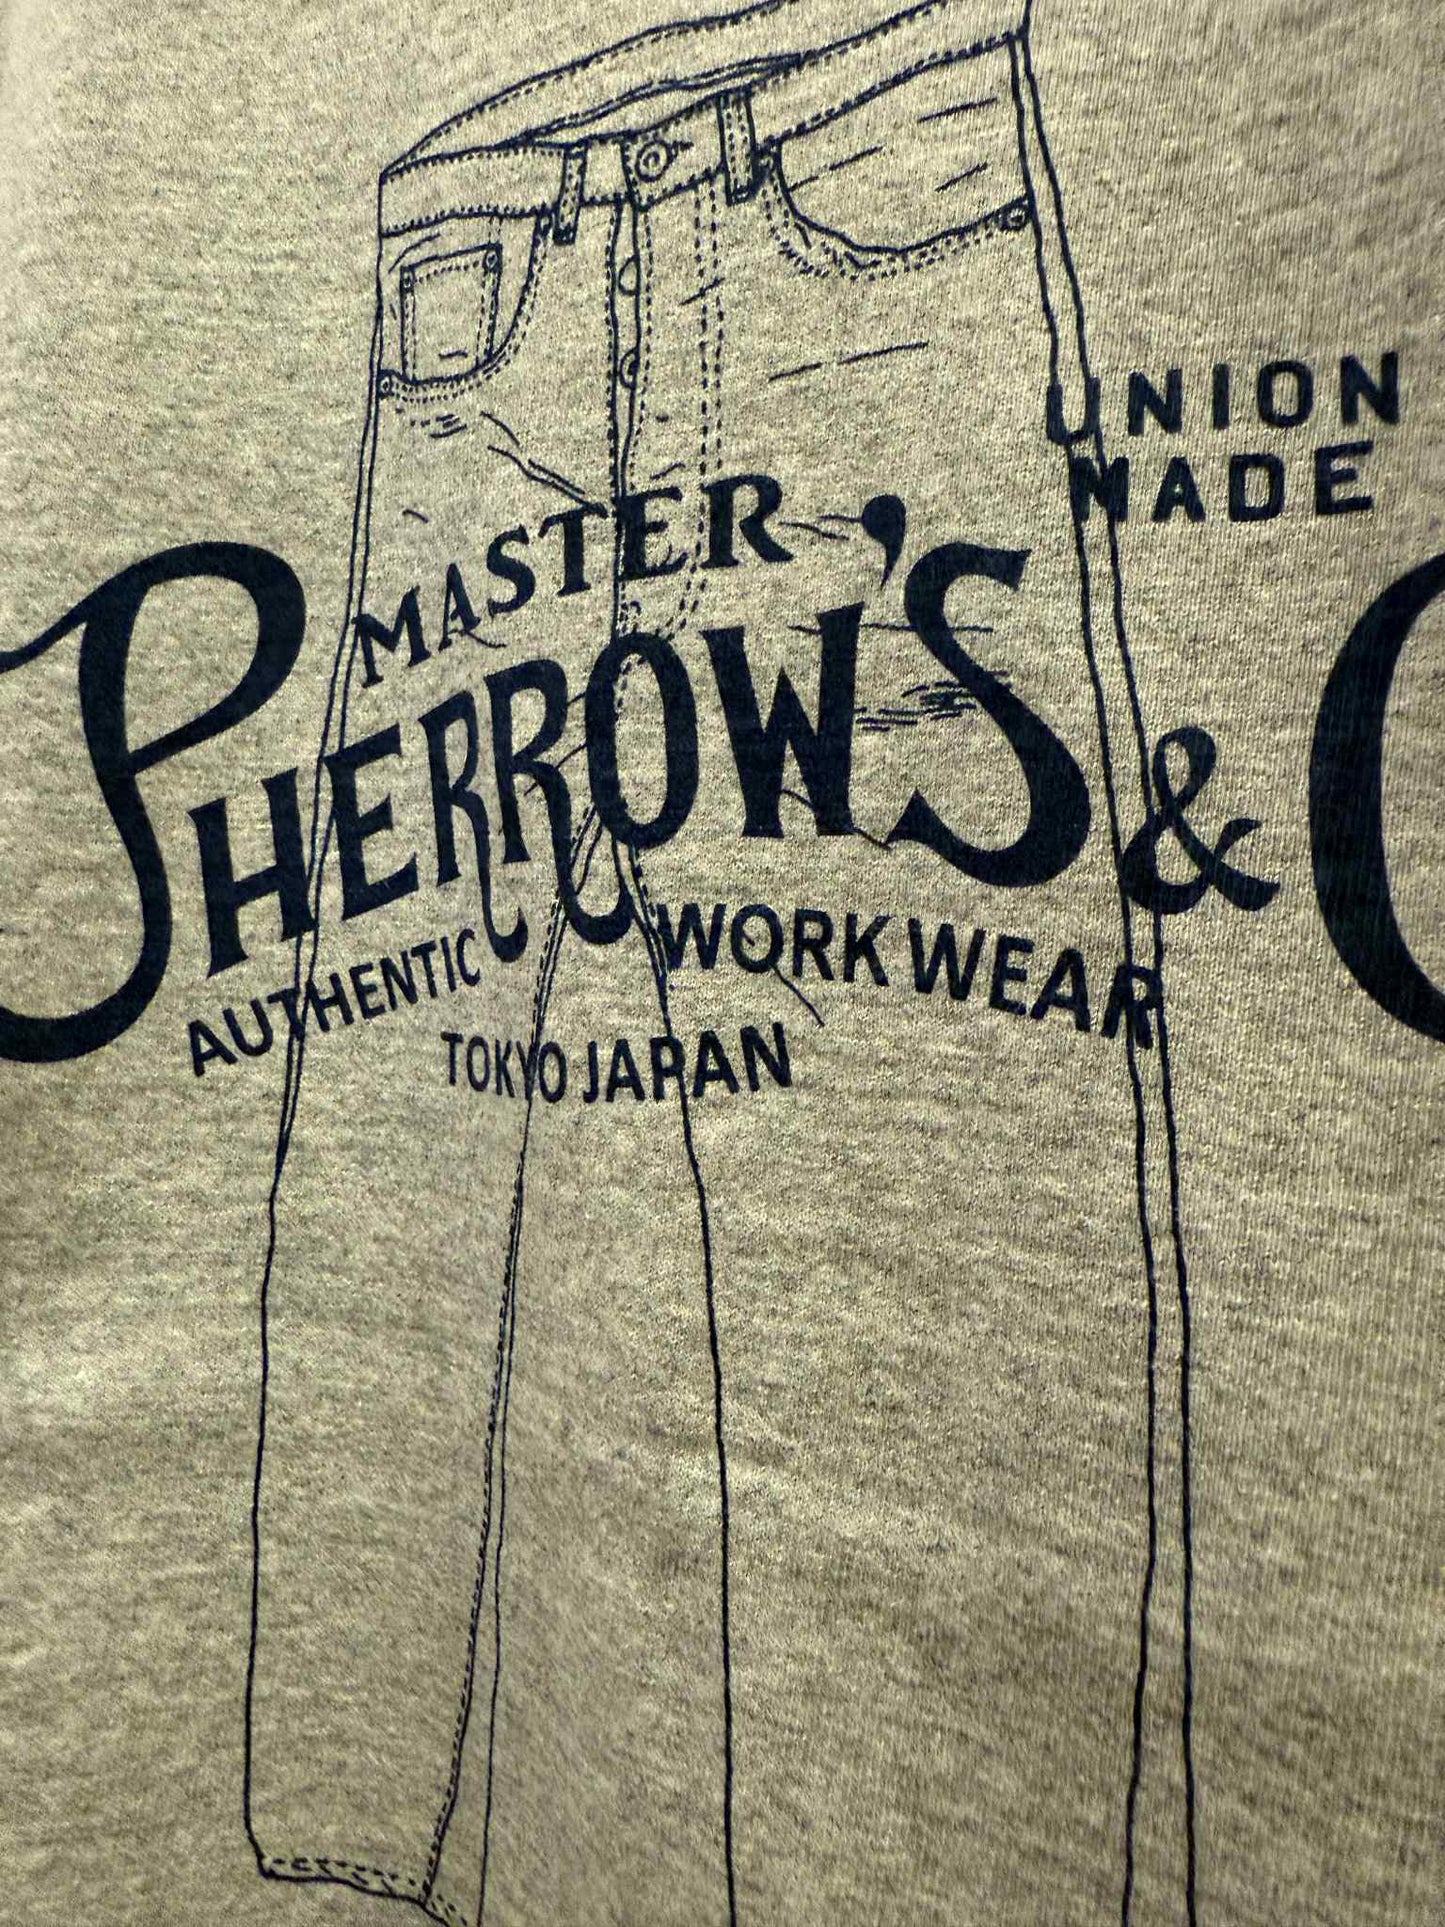 UNION
MADE
MASTER
PHERROW'S & C
AUTHENTIC WORK WEAR
TOKYO JAPAN